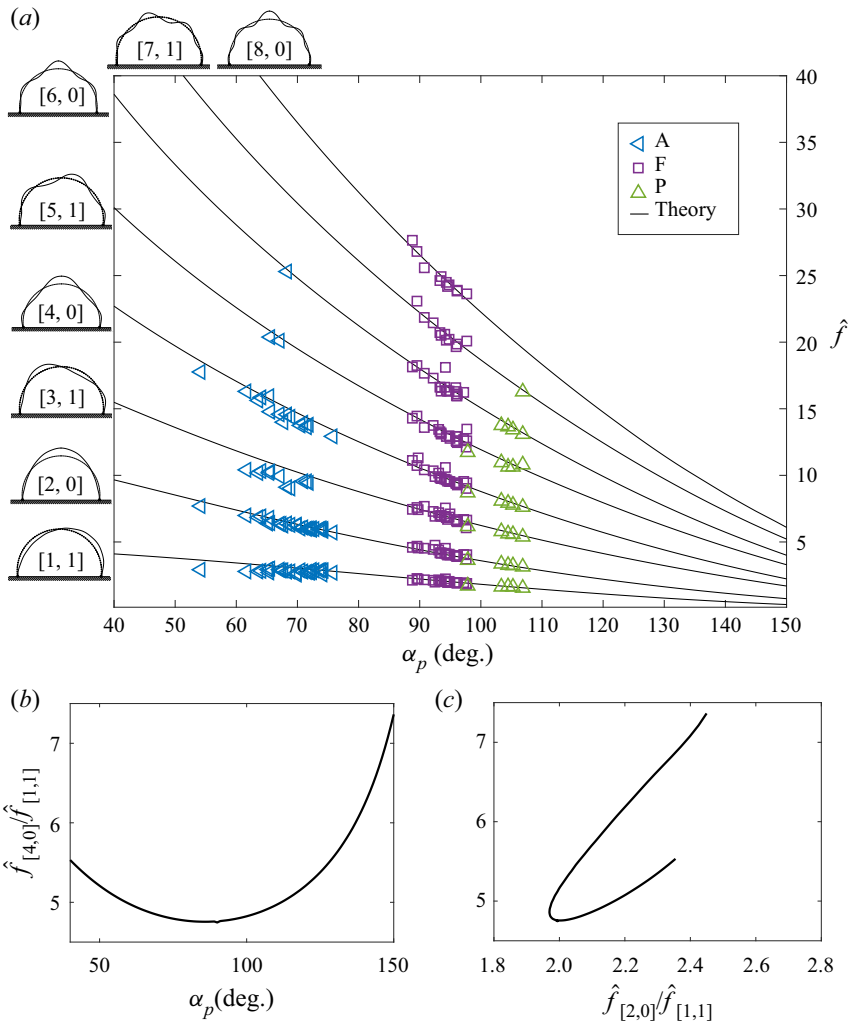 (a)
[7, 1] [8, 0]
[6, 0]
[5, 1]
[4, 0]
[3, 1]
[2, 0]
[1, 1]
A
F
P
Theory
40
35
30
25
20
15
10
5
f̂
40 50 60 70 80 90 100 110 120 130 140 150
α_p (deg.)
(b)
7
6
5
f̂[4,0]/f̂[1,1]
50 100 150
α_p(deg.)
(c)
7
6
5
1.8 2.0 2.2 2.4 2.6 2.8
f̂[2,0]/f̂[1,1]